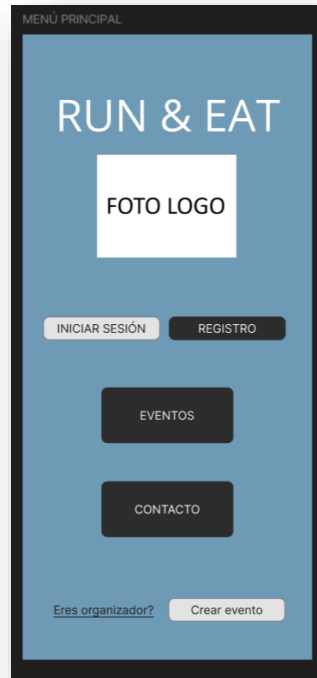 MENÚ PRINCIPAL
RUN & EAT
FOTO LOGO
INICIAR SESIÓN REGISTRO
EVENTOS
CONTACTO
Eres organizador? Crear evento